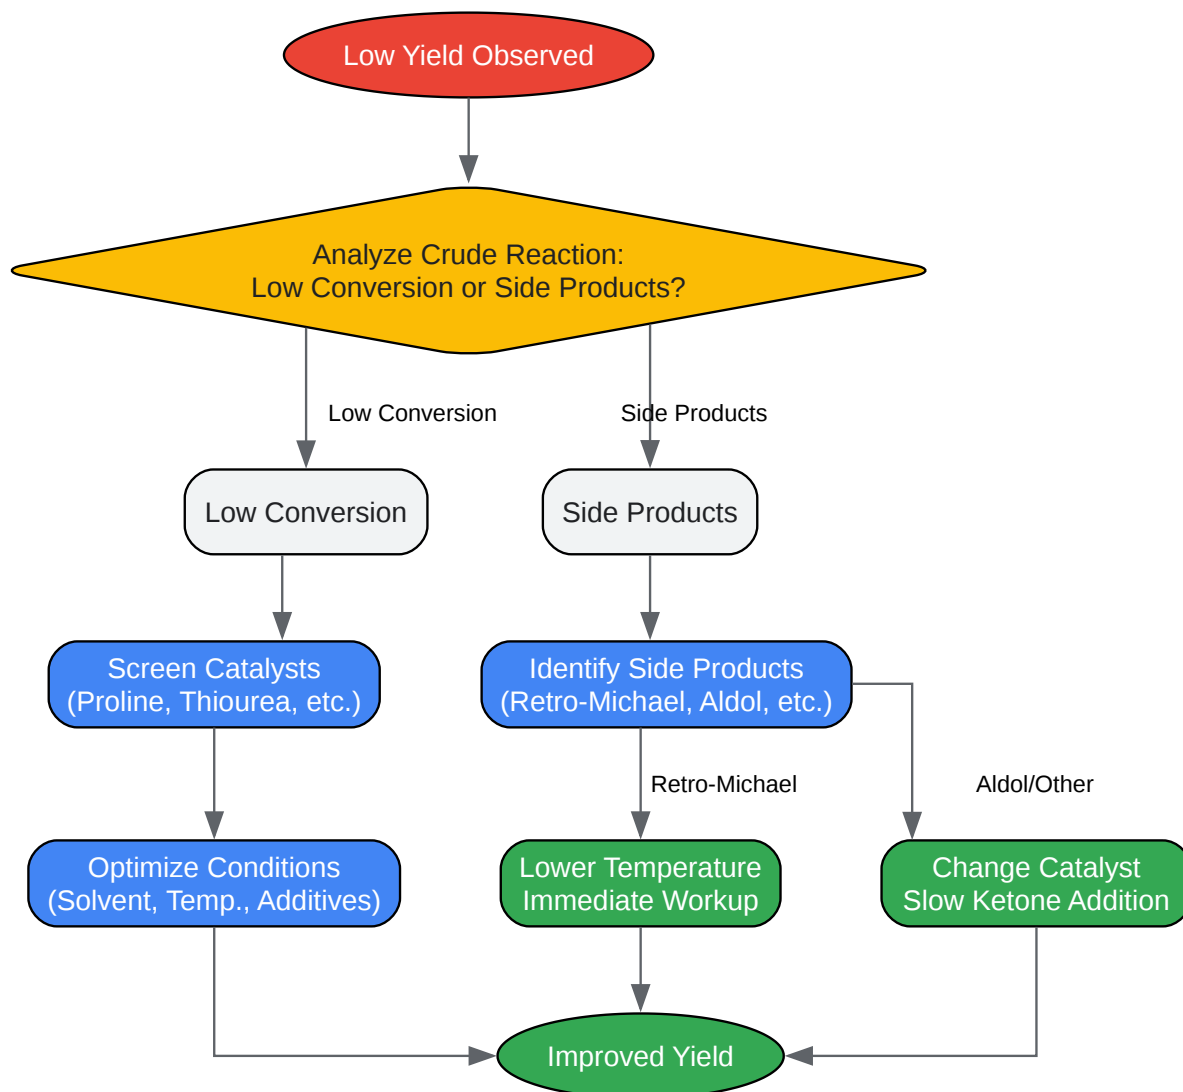 Low Yield Observed
Analyze Crude Reaction:
Low Conversion or Side Products?
Low Conversion
Side Products
Low Conversion
Side Products
Screen Catalysts
(Proline, Thiourea, etc.)
Identify Side Products
(Retro-Michael, Aldol, etc.)
Retro-Michael
Aldol/Other
Optimize Conditions
(Solvent, Temp., Additives)
Lower Temperature
Immediate Workup
Change Catalyst
Slow Ketone Addition
Improved Yield